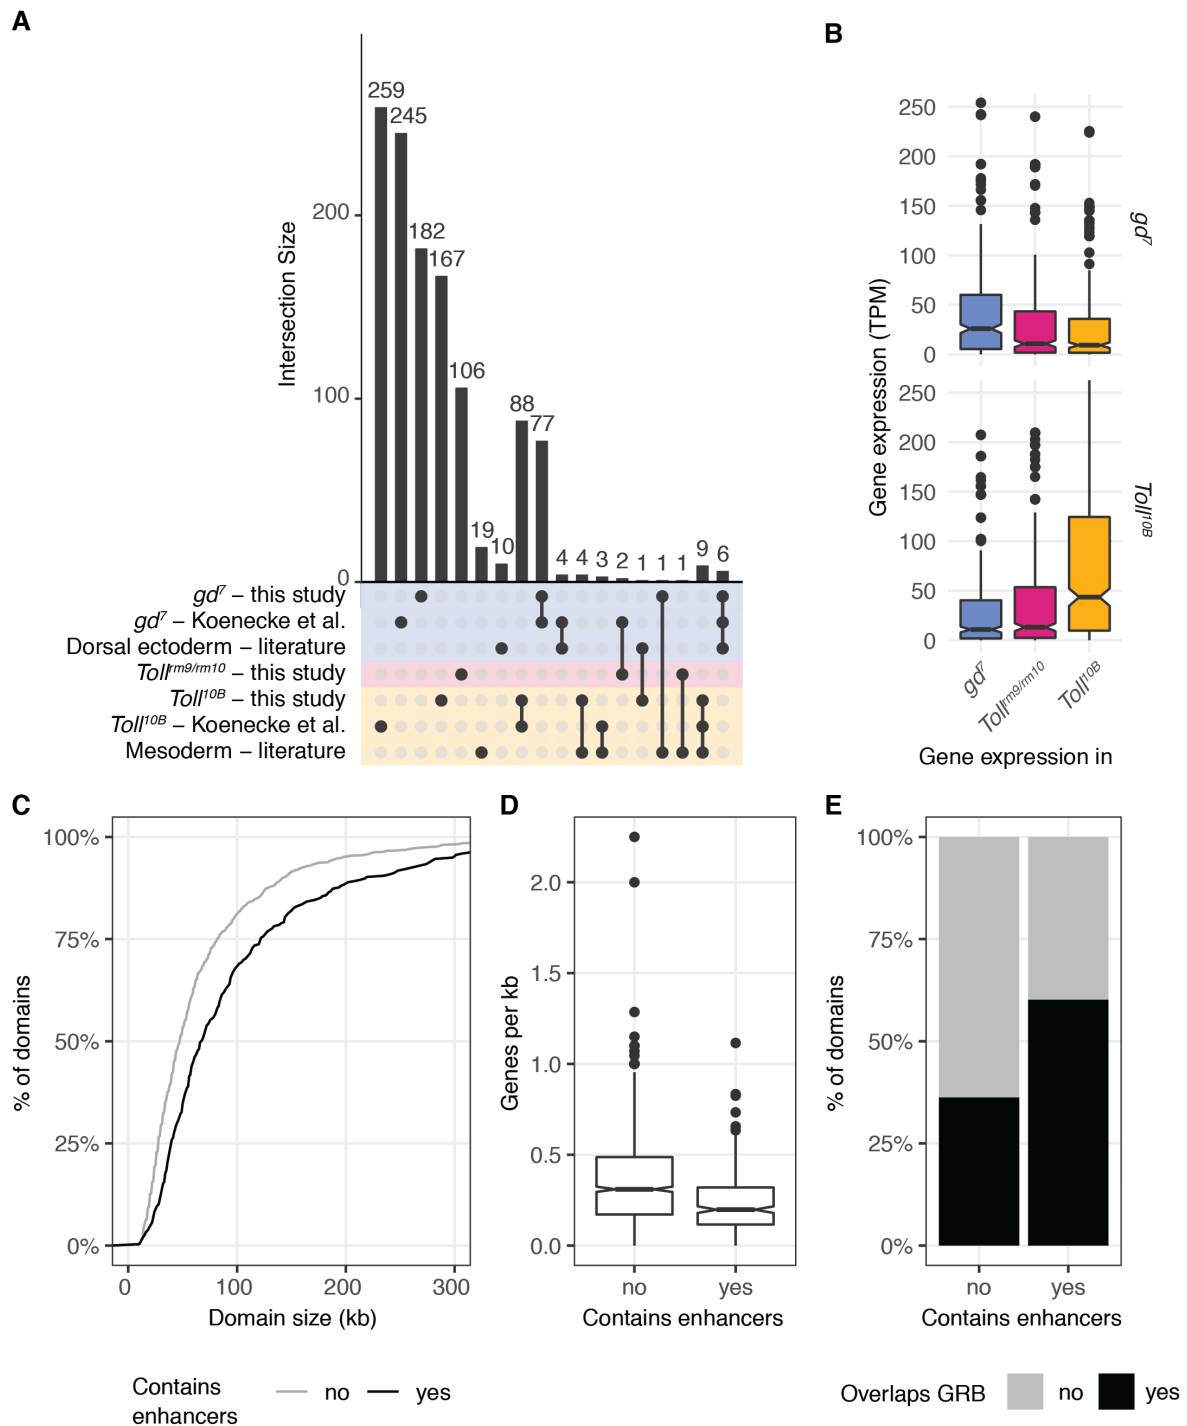 A
259
245
182
167
106
19
10
88
77
4
4
3
2
1
1
1
9
6
200
100
0
Intersection Size
gd7 – this study
gd7 – Koenecke et al.
Dorsal ectoderm – literature
Tollrm9/rm10 – this study
Toll10B – this study
Toll10B – Koenecke et al.
Mesoderm – literature
B
250
200
150
100
50
0
gd7
250
200
150
100
50
0
Toll10B
Gene expression (TPM)
gd7
Tollrm9/rm10
Toll10B
Gene expression in
C
100%
75%
50%
25%
0%
% of domains
0
100
200
300
Domain size (kb)
Contains
enhancers
no
yes
D
2.0
1.5
1.0
0.5
0.0
Genes per kb
no
yes
Contains enhancers
E
100%
75%
50%
25%
0%
% of domains
no
yes
Contains enhancers
Overlaps GRB
no
yes